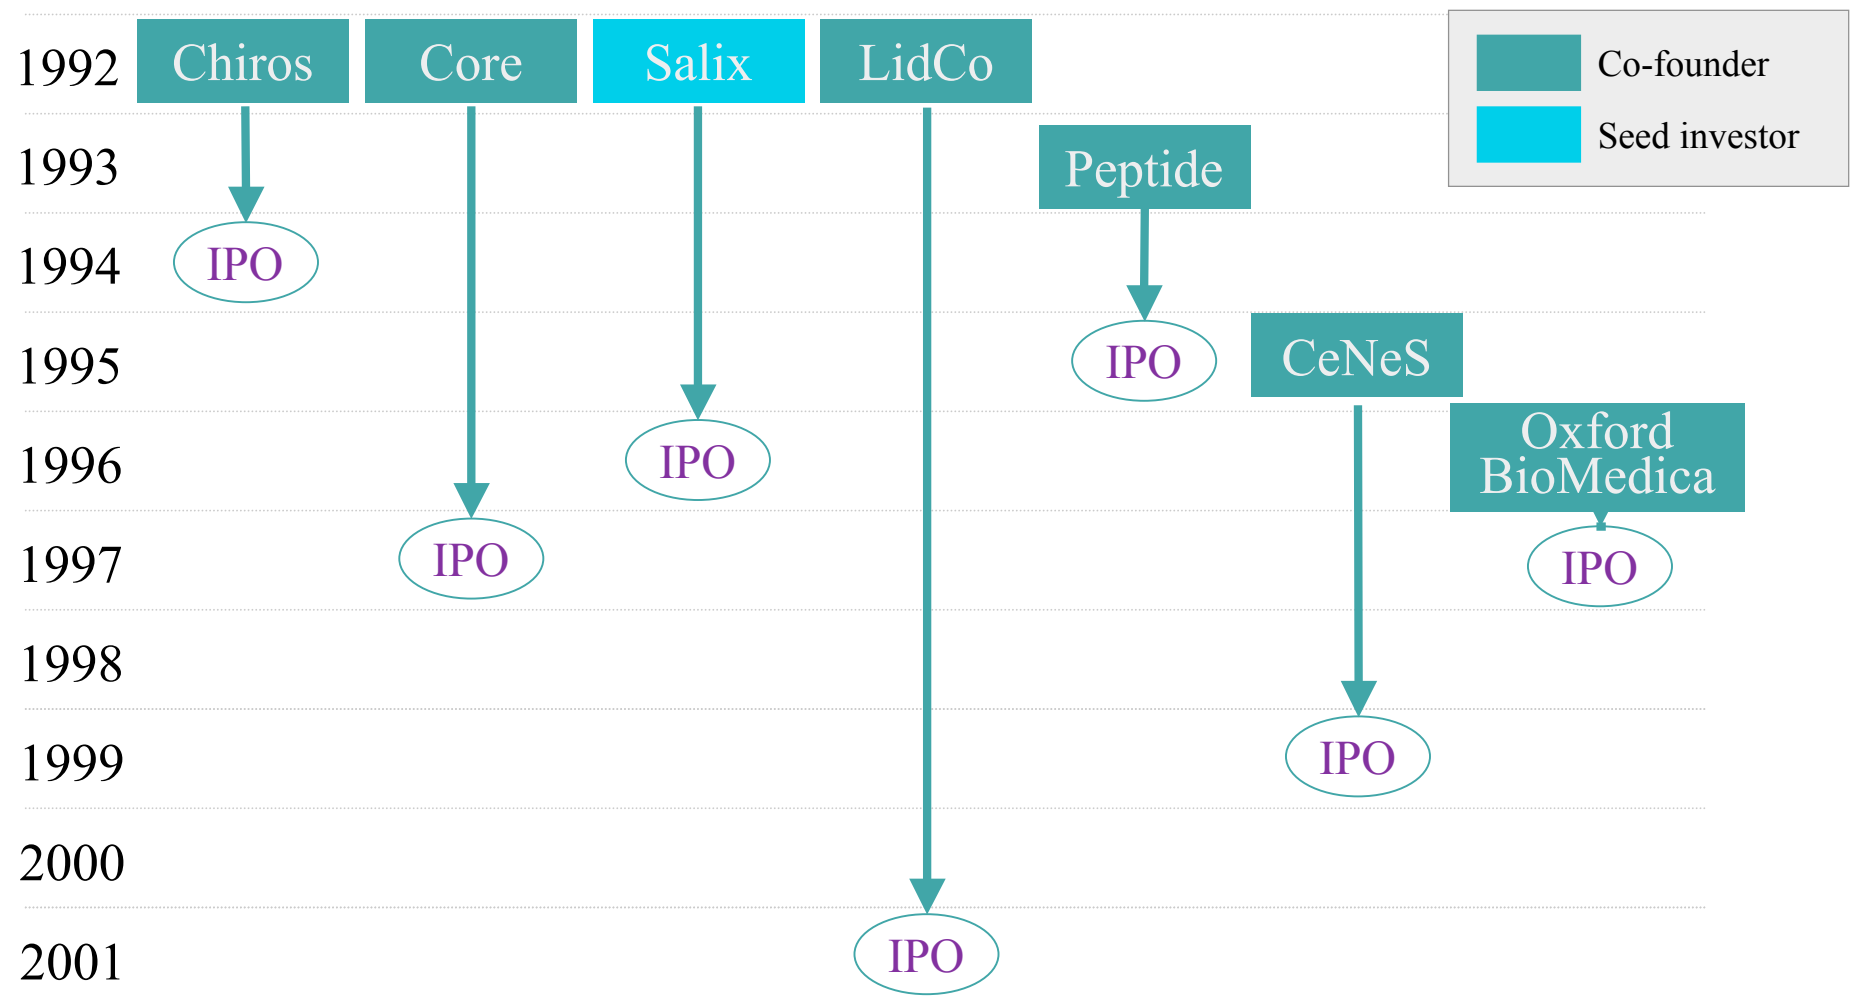 1992 Chiros Core Salix LidCo Co-founder
Seed investor
1993 Peptide
1994 IPO
1995 IPO CeNeS
1996 IPO Oxford
BioMedica
1997 IPO IPO
1998
1999 IPO
2000
2001 IPO